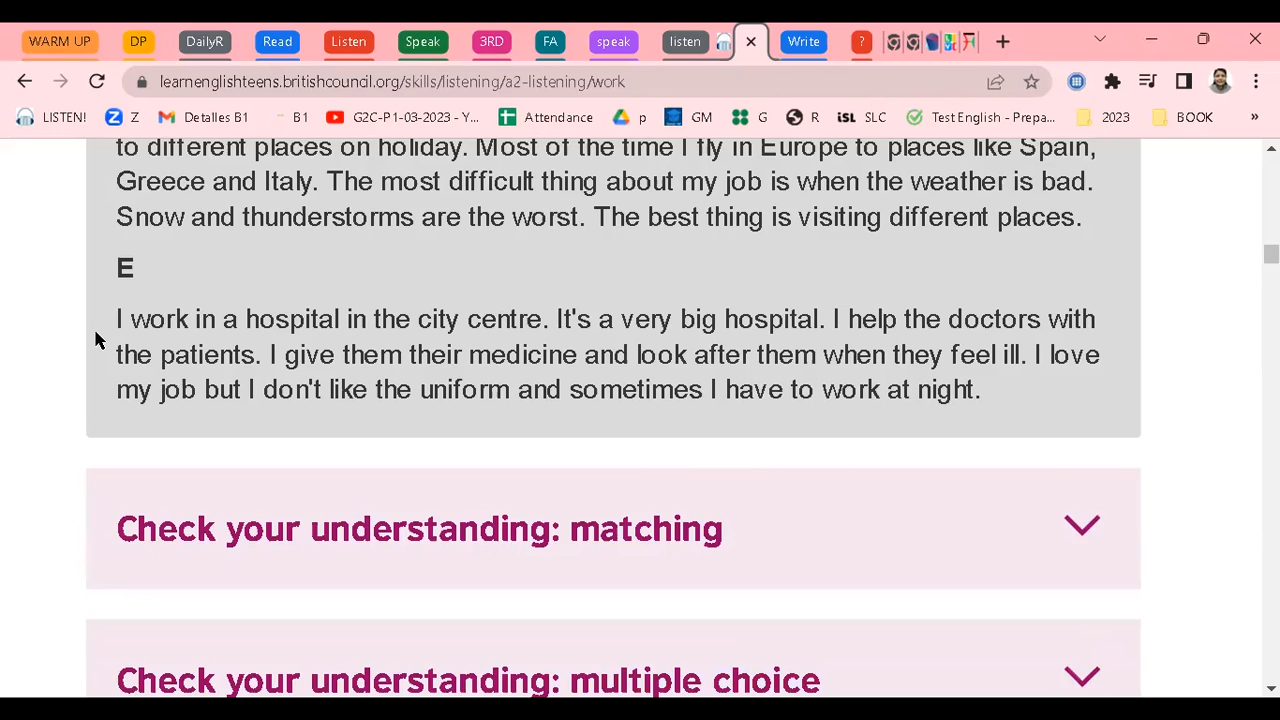 WARM UP DP DailyR Read Listen Speak 3RD FA speak listen Write ?
learnenglishteens.britishcouncil.org/skills/listening/a2-listening/work
LISTEN! Z Detalles B1 B1 G2C-P1-03-2023 - Y... Attendance p GM G R iSL SLC Test English - Prepa... 2023 BOOK »
to different places on holiday. Most of the time I fly in Europe to places like Spain,
Greece and Italy. The most difficult thing about my job is when the weather is bad.
Snow and thunderstorms are the worst. The best thing is visiting different places.
E
I work in a hospital in the city centre. It's a very big hospital. I help the doctors with
the patients. I give them their medicine and look after them when they feel ill. I love
my job but I don't like the uniform and sometimes I have to work at night.
Check your understanding: matching
Check your understanding: multiple choice